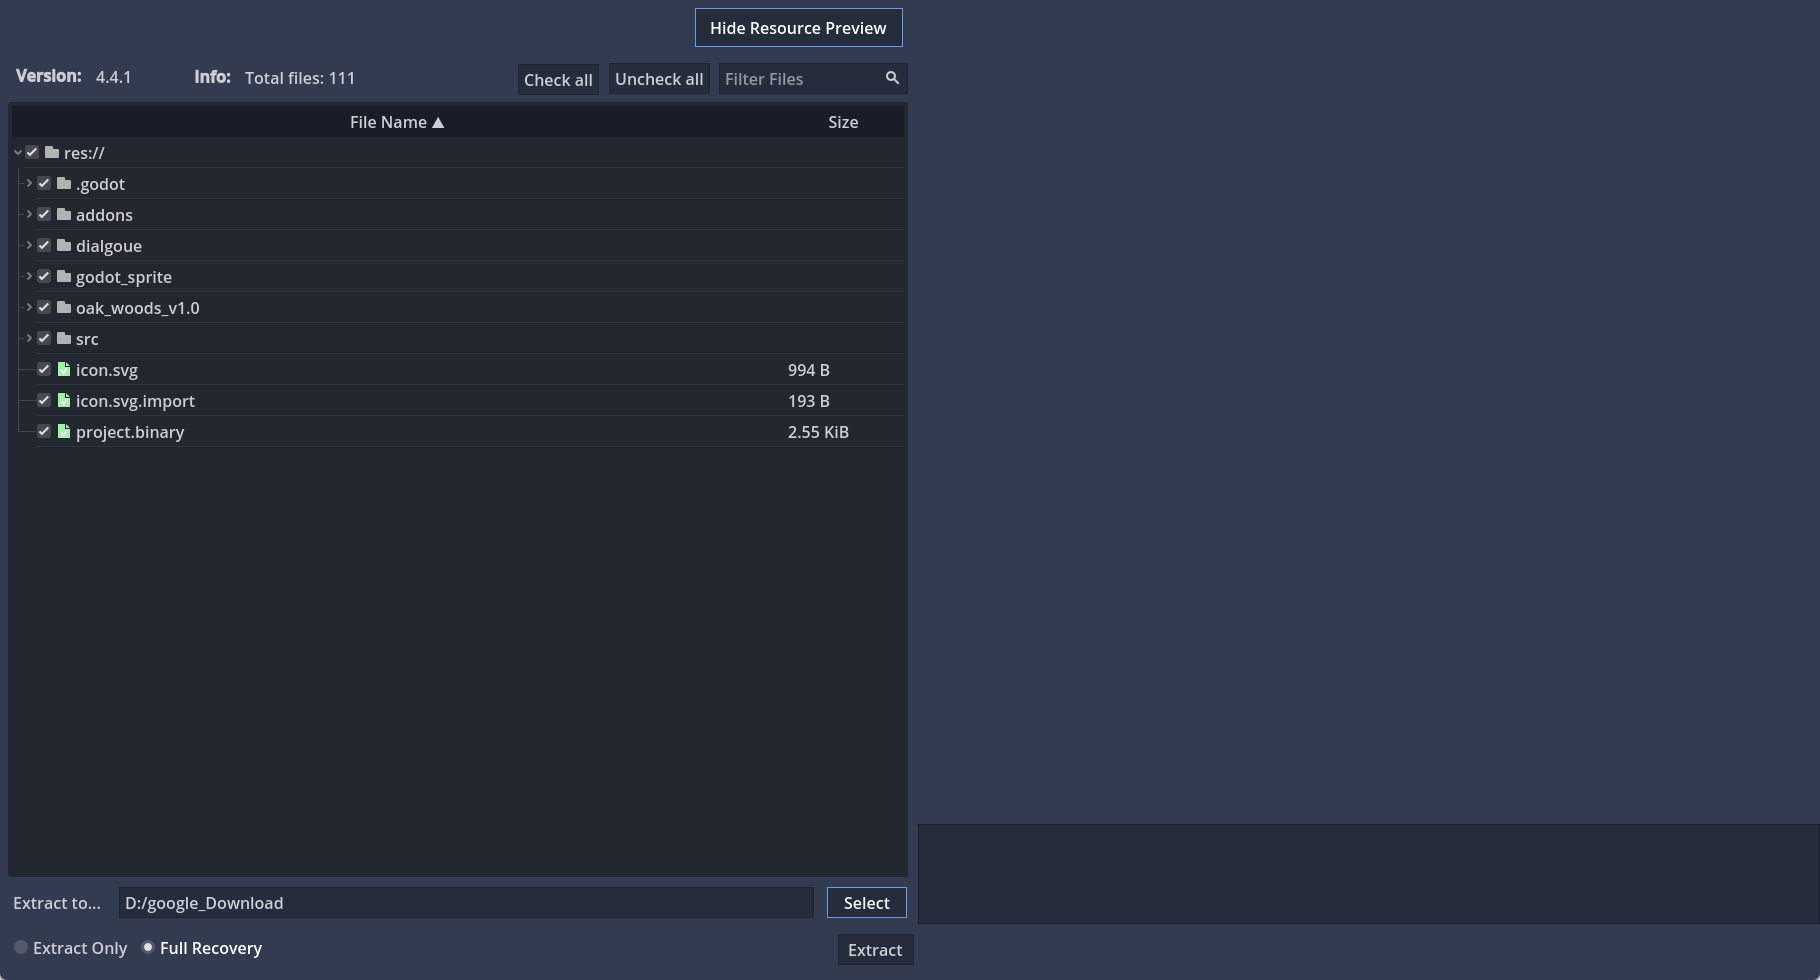 Hide Resource Preview
Version: 4.4.1 Info: Total files: 111 Check all Uncheck all Filter Files
File Name Size
res://
.godot
addons
dialgoue
godot_sprite
oak_woods_v1.0
src
icon.svg 994 B
icon.svg.import 193 B
project.binary 2.55 KiB
Extract to... D:/google_Download Select
Extract Only Full Recovery Extract